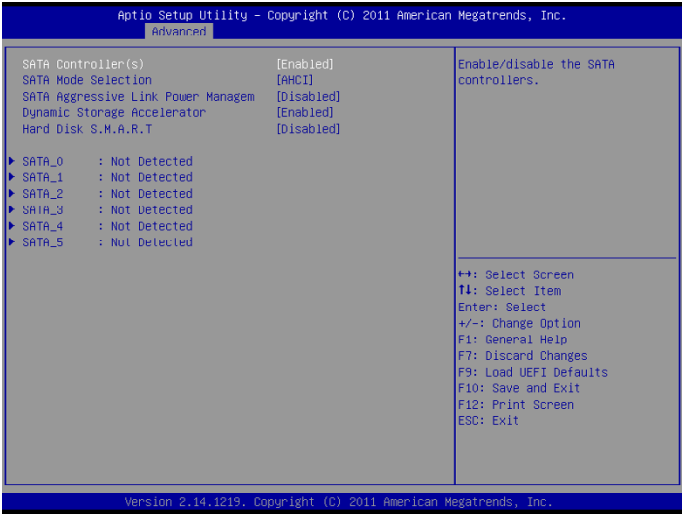 Aptio Setup Utility – Copyright (C) 2011 American Megatrends, Inc.
Advanced
SATA Controller(s) [Enabled]
SATA Mode Selection [AHCI]
SATA Aggressive Link Power Managem [Disabled]
Dynamic Storage Accelerator [Enabled]
Hard Disk S.M.A.R.T [Disabled]
SATA_0 : Not Detected
SATA_1 : Not Detected
SATA_2 : Not Detected
SATA_3 : Not Detected
SATA_4 : Not Detected
SATA_5 : Not Detected
Enable/disable the SATA
controllers.
↔: Select Screen
↑↓: Select Item
Enter: Select
+/-: Change Option
F1: General Help
F7: Discard Changes
F9: Load UEFI Defaults
F10: Save and Exit
F12: Print Screen
ESC: Exit
Version 2.14.1219. Copyright (C) 2011 American Megatrends, Inc.